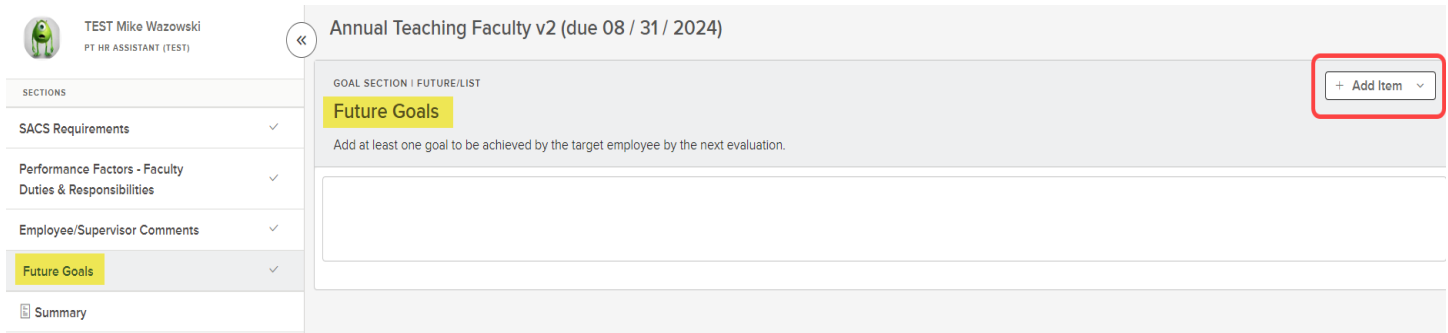 TEST Mike Wazowski
PT HR ASSISTANT (TEST)
SECTIONS
SACS Requirements
Performance Factors - Faculty
Duties & Responsibilities
Employee/Supervisor Comments
Future Goals
Summary
Annual Teaching Faculty v2 (due 08 / 31 / 2024)
GOAL SECTION | FUTURE/LIST
Future Goals
Add at least one goal to be achieved by the target employee by the next evaluation.
+ Add Item